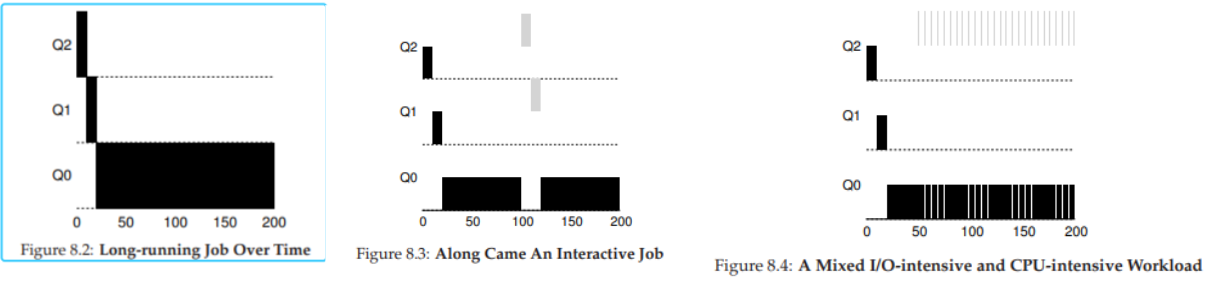 Q2
Q1
Q0
0 50 100 150 200
Figure 8.2: Long-running Job Over Time
Q2
Q1
Q0
0 50 100 150 200
Figure 8.3: Along Came An Interactive Job
Q2
Q1
Q0
0 50 100 150 200
Figure 8.4: A Mixed I/O-intensive and CPU-intensive Workload